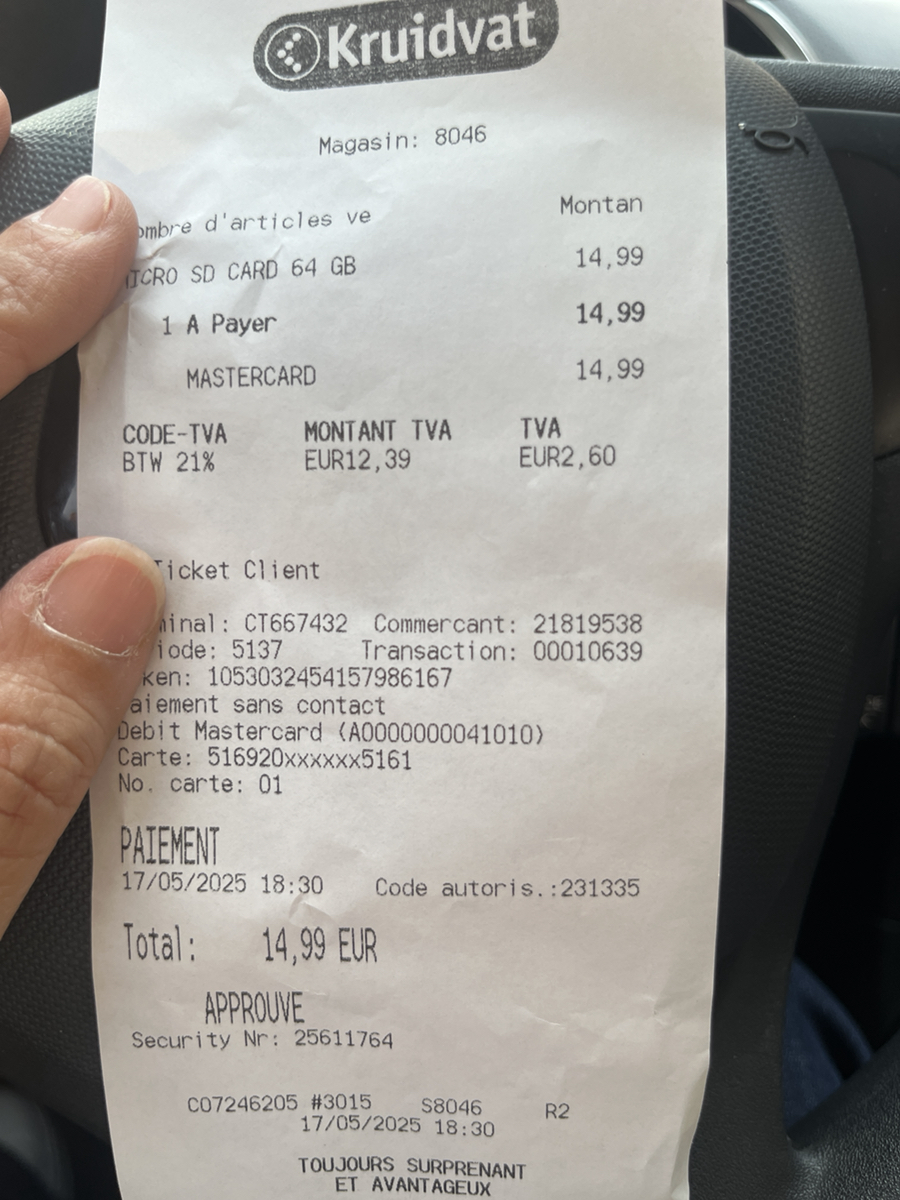 Kruidvat
Magasin: 8046
ombre d'articles ve Montan
ICRO SD CARD 64 GB 14,99
1 A Payer 14,99
MASTERCARD 14,99
CODE-TVA MONTANT TVA TVA
BTW 21% EUR12,39 EUR2,60
Ticket Client
minal: CT667432 Commercant: 21819538
iode: 5137 Transaction: 00010639
ken: 1053032454157986167
aiement sans contact
Debit Mastercard (A0000000041010)
Carte: 516920xxxxxx5161
No. carte: 01
PAIEMENT
17/05/2025 18:30 Code autoris.:231335
Total: 14,99 EUR
APPROUVE
Security Nr: 25611764
C07246205 #3015 S8046 R2
17/05/2025 18:30
TOUJOURS SURPRENANT
ET AVANTAGEUX